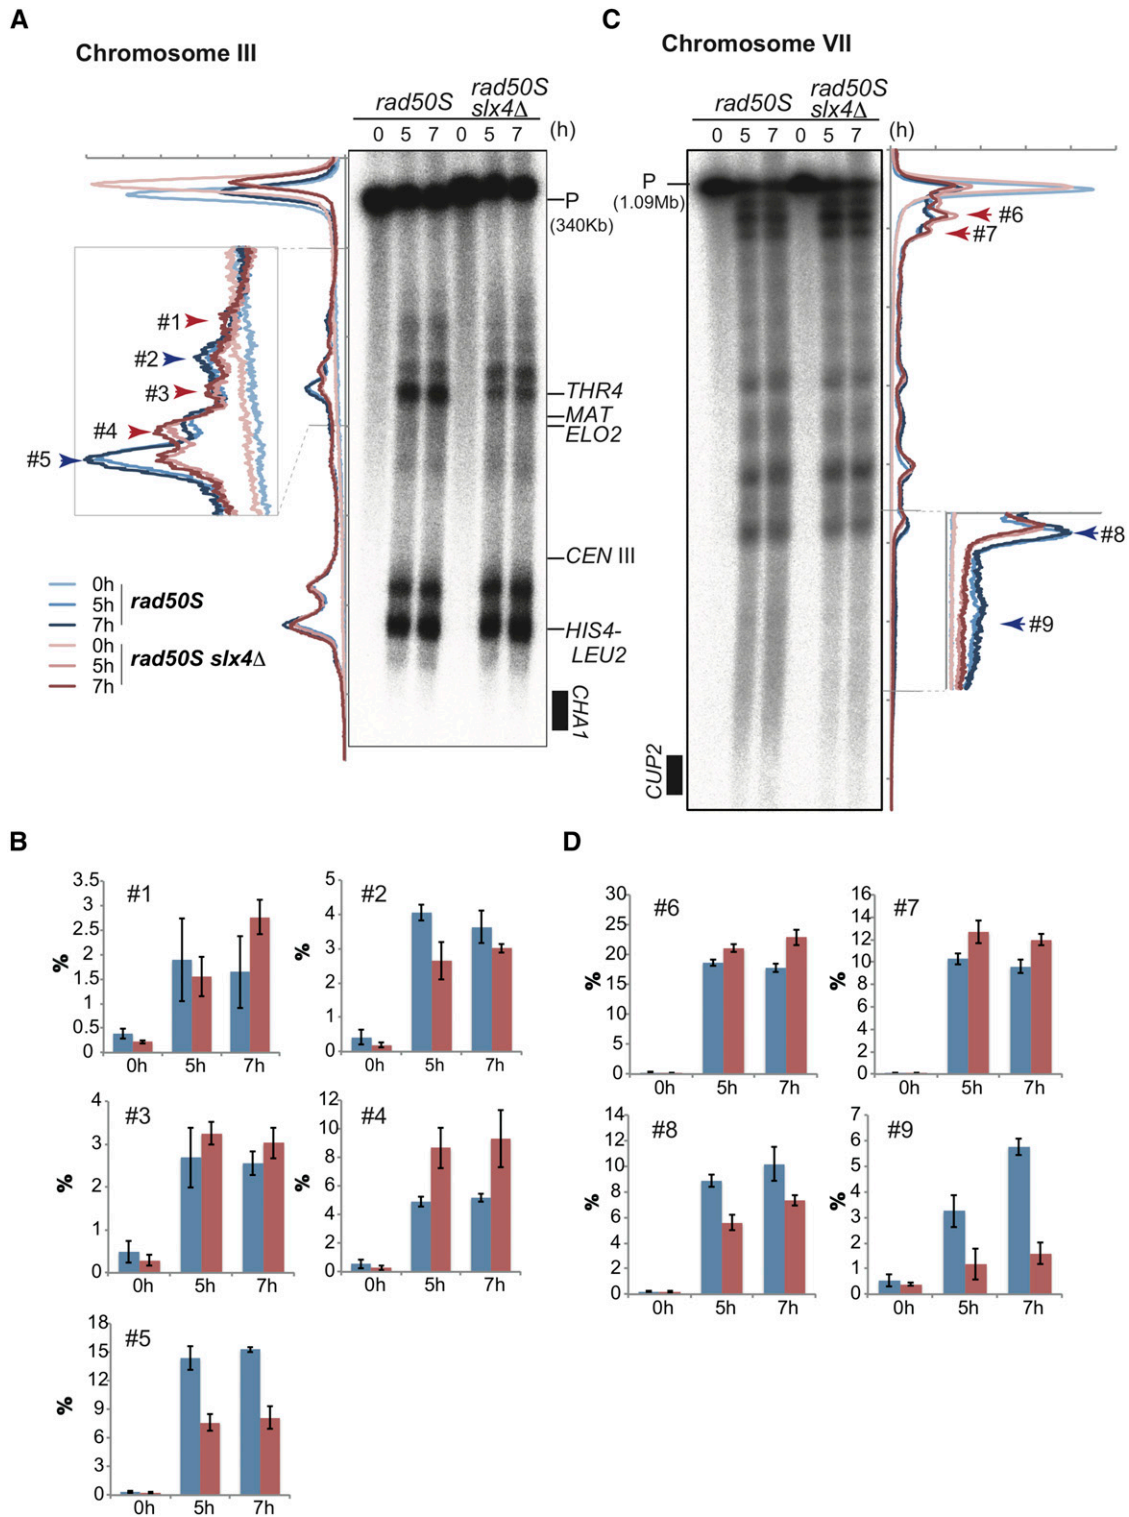 A
Chromosome III
rad50S
rad50S
slx4Δ
0 5 7 0 5 7 (h)
P
(340Kb)
#1
#2
#3
#4
#5
THR4
MAT
ELO2
CEN III
HIS4-
LEU2
CHA1
0h
5h rad50S
7h
0h
5h rad50S slx4Δ
7h
C
Chromosome VII
rad50S
rad50S
slx4Δ
0 5 7 0 5 7 (h)
P
(1.09Mb)
#6
#7
#8
#9
CUP2
B
#1
%
3.5
3
2.5
2
1.5
1
0.5
0
0h 5h 7h
#2
%
5
4
3
2
1
0
0h 5h 7h
#3
%
4
3
2
1
0
0h 5h 7h
#4
%
12
10
8
6
4
2
0
0h 5h 7h
#5
%
18
15
12
9
6
3
0
0h 5h 7h
D
#6
%
30
25
20
15
10
5
0
0h 5h 7h
#7
%
16
14
12
10
8
6
4
2
0
0h 5h 7h
#8
%
14
12
10
8
6
4
2
0
0h 5h 7h
#9
%
7
6
5
4
3
2
1
0
0h 5h 7h